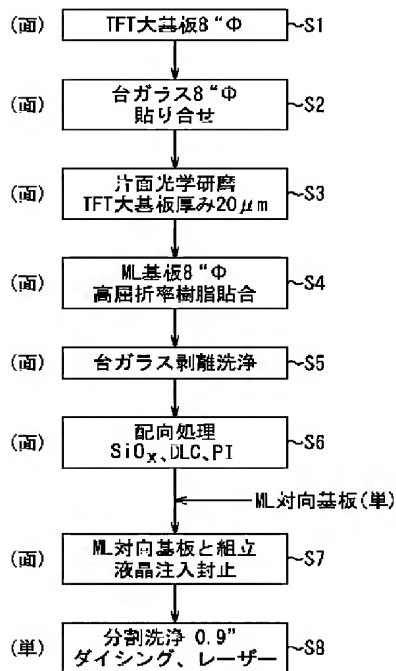 (面) TFT大基板8 "Φ ~S1
(面) 台ガラス8 "Φ ~S2
貼り合せ
(面) 片面光学研磨 ~S3
TFT大基板厚み20μm
(面) ML基板8 "Φ ~S4
高屈折率樹脂貼合
(面) 台ガラス剥離洗浄 ~S5
(面) 配向処理 ~S6
SiOx、DLC、PI
ML対向基板(単)
(面) ML対向基板と組立 ~S7
液晶注入封止
(単) 分割洗浄 0.9" ~S8
ダイシング、レーザー